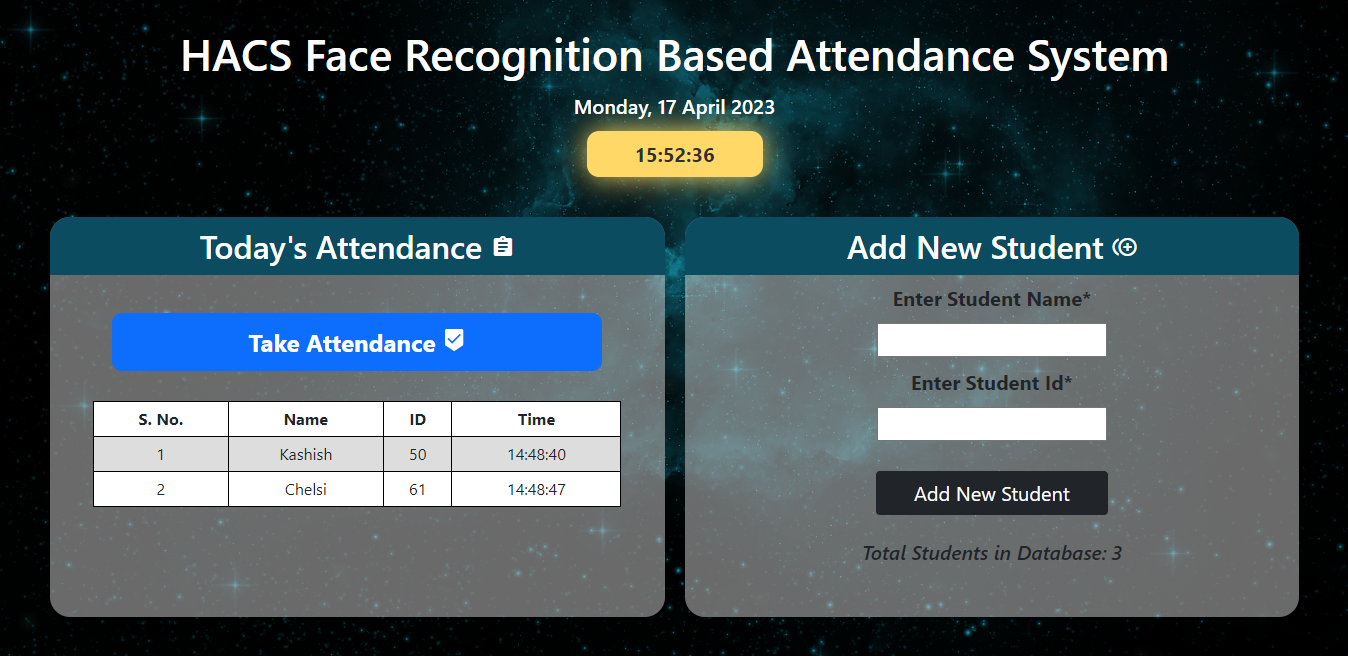 HACS Face Recognition Based Attendance System
Monday, 17 April 2023
15:52:36
Today's Attendance
Take Attendance
S. No. Name ID Time
1 Kashish 50 14:48:40
2 Chelsi 61 14:48:47
Add New Student
Enter Student Name*
Enter Student Id*
Add New Student
Total Students in Database: 3